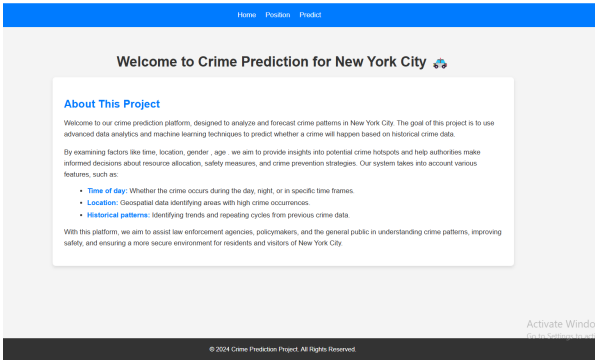 Home Position Predict
Welcome to Crime Prediction for New York City
About This Project
Welcome to our crime prediction platform, designed to analyze and forecast crime patterns in New York City. The goal of this project is to use
advanced data analytics and machine learning techniques to predict whether a crime will happen based on historical crime data.
By examining factors like time, location, gender , age . we aim to provide insights into potential crime hotspots and help authorities make
informed decisions about resource allocation, safety measures, and crime prevention strategies. Our system takes into account various
features, such as:
• Time of day: Whether the crime occurs during the day, night, or in specific time frames.
• Location: Geospatial data identifying areas with high crime occurrences.
• Historical patterns: Identifying trends and repeating cycles from previous crime data.
With this platform, we aim to assist law enforcement agencies, policymakers, and the general public in understanding crime patterns, improving
safety, and ensuring a more secure environment for residents and visitors of New York City.
Activate Windo
Go to Settings to acti
© 2024 Crime Prediction Project. All Rights Reserved.